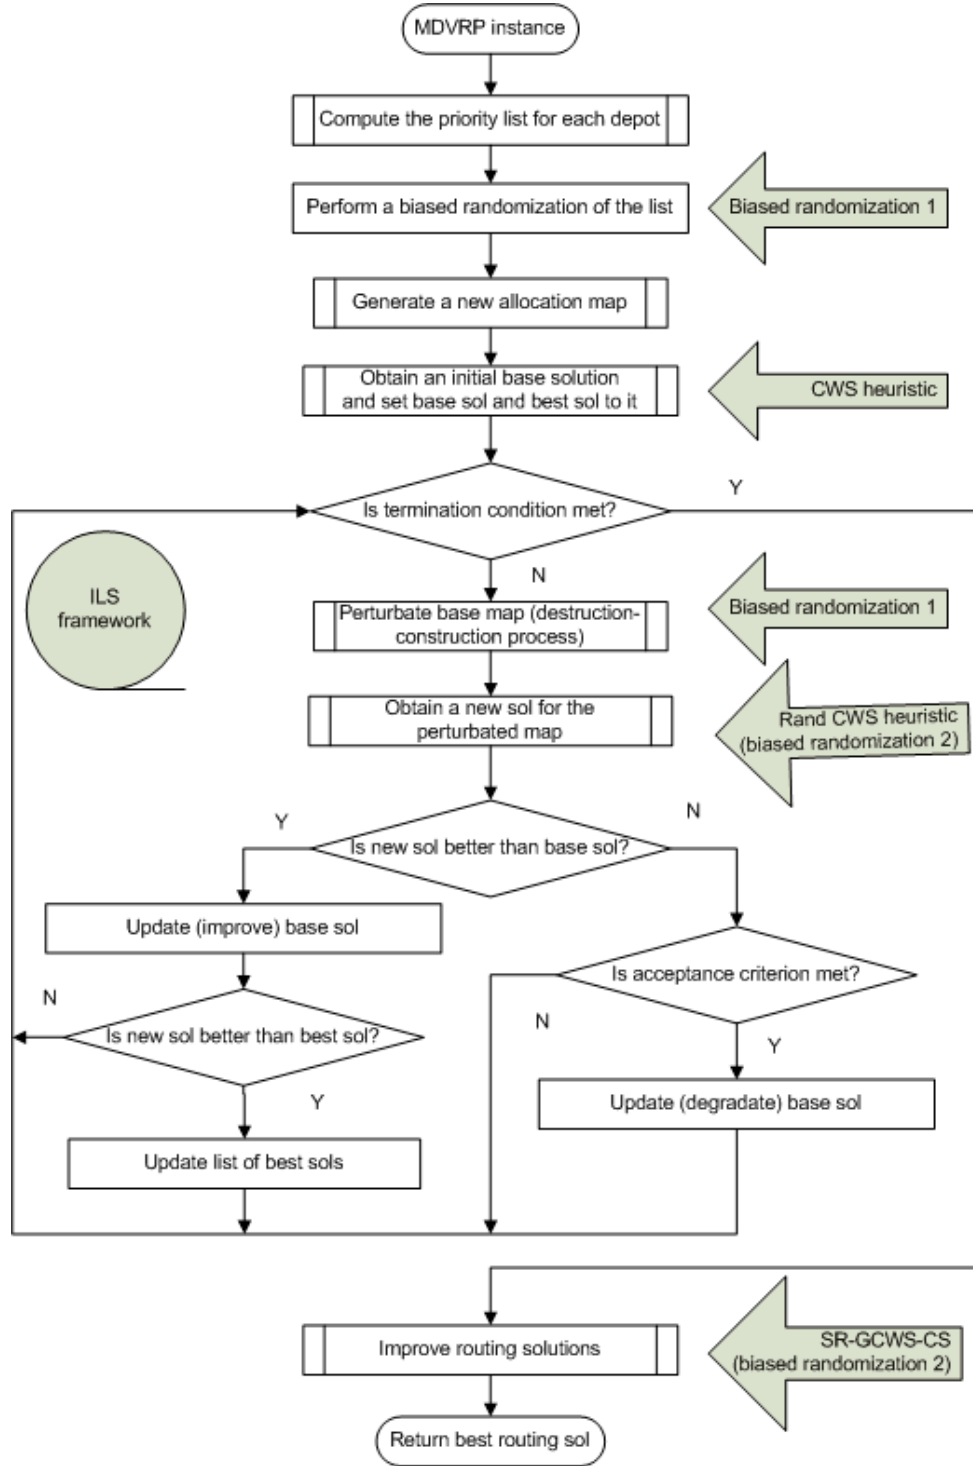 MDVRP instance
Compute the priority list for each depot
Perform a biased randomization of the list
Biased randomization 1
Generate a new allocation map
Obtain an initial base solution
and set base sol and best sol to it
CWS heuristic
Is termination condition met?
Y
N
ILS
framework
Perturbate base map (destruction-
construction process)
Biased randomization 1
Obtain a new sol for the
perturbated map
Rand CWS heuristic
(biased randomization 2)
Is new sol better than base sol?
Y
N
Update (improve) base sol
Is acceptance criterion met?
N
Y
Is new sol better than best sol?
N
Y
Update (degradate) base sol
Update list of best sols
Improve routing solutions
SR-GCWS-CS
(biased randomization 2)
Return best routing sol